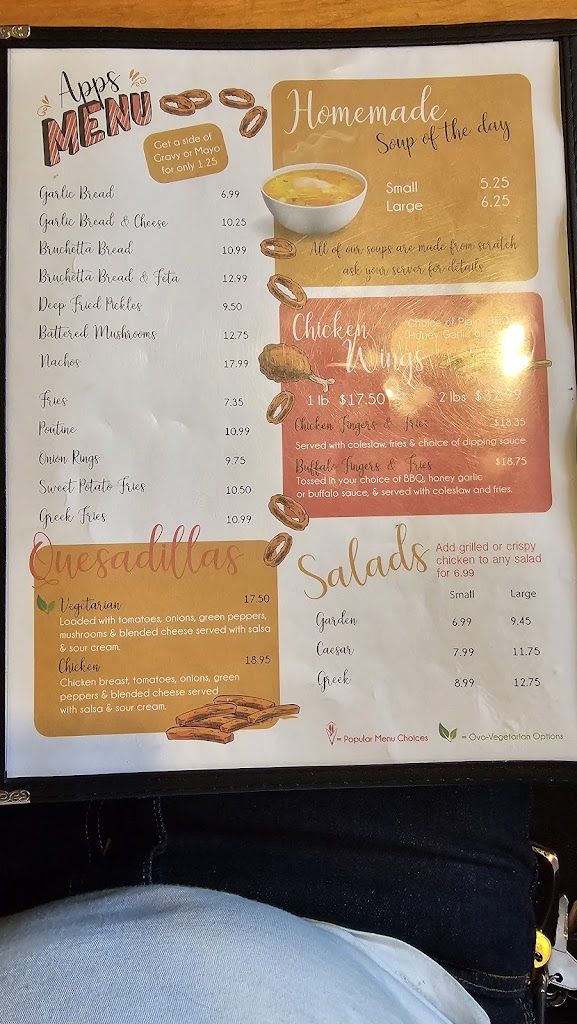 Apps
MENU
Get a side of
Gravy or Mayo
for only 1.25
Garlic Bread 6.99
Garlic Bread & Cheese 10.25
Bruchetta Bread 10.99
Bruchetta Bread & Feta 12.99
Deep Fried Pickles 9.50
Battered Mushrooms 12.75
Nachos 17.99
Fries 7.35
Poutine 10.99
Onion Rings 9.75
Sweet Potato Fries 10.50
Greek Fries 10.99
Quesadillas
Vegetarian 17.50
Loaded with tomatoes, onions, green peppers,
mushrooms & blended cheese served with salsa
& sour cream.
Chicken 18.95
Chicken breast, tomatoes, onions, green
peppers & blended cheese served
with salsa & sour cream.
Homemade
Soup of the day
Small 5.25
Large 6.25
All of our soups are made from scratch
ask your server for details
Chicken
Wings
Choice of Plain,
Honey Garlic or
1 lb $17.50 2 lbs
Chicken Fingers & Fries $18.35
Served with coleslaw, fries & choice of dipping sauce
Buffalo Fingers & Fries $18.75
Tossed in your choice of BBQ, honey garlic
or buffalo sauce, & served with coleslaw and fries.
Salads
Add grilled or crispy
chicken to any salad
for 6.99
Small Large
Garden 6.99 9.45
Caesar 7.99 11.75
Greek 8.99 12.75
= Popular Menu Choices
= Ovo-Vegetarian Options